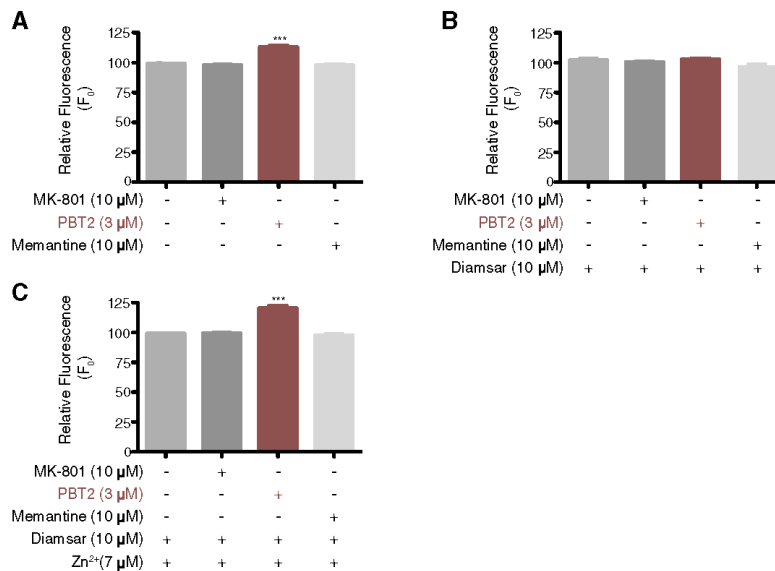 A
Relative Fluorescence
(F0)
125
100
75
50
25
0
***
MK-801 (10 µM) - + - -
PBT2 (3 µM) - - + -
Memantine (10 µM) - - - +
B
Relative Fluorescence
(F0)
125
100
75
50
25
0
MK-801 (10 µM) - + - -
PBT2 (3 µM) - - + -
Memantine (10 µM) - - - +
Diamsar (10 µM) + + + +
C
Relative Fluorescence
(F0)
125
100
75
50
25
0
***
MK-801 (10 µM) - + - -
PBT2 (3 µM) - - + -
Memantine (10 µM) - - - +
Diamsar (10 µM) + + + +
Zn²⁺(7 µM) + + + +